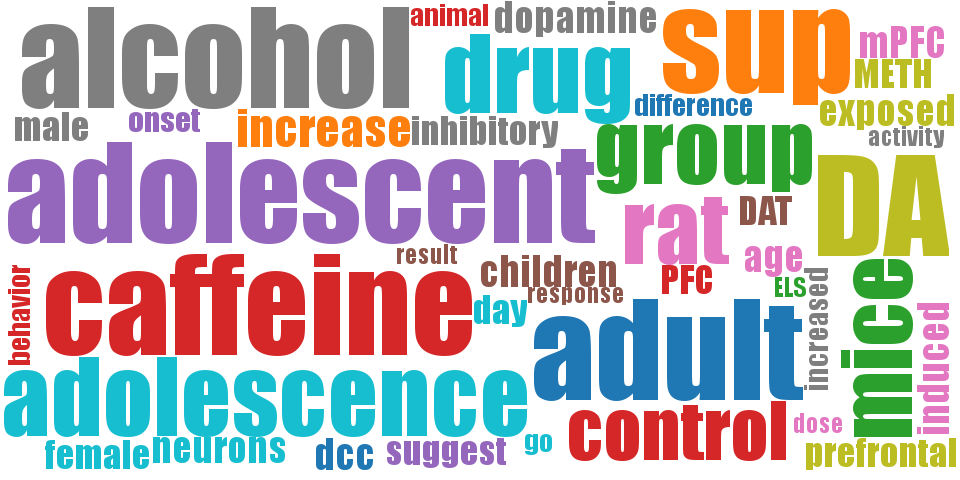 alcohol
animal
dopamine
sup
mPFC
drug
METH
difference
exposed
male
onset
increase
inhibitory
group
activity
adolescent
DA
rat
DAT
result
age
children
PFC
ELS
behavior
caffeine
response
day
increased
mice
adult
induced
adolescence
control
dose
female
neurons
dcc
suggest
go
prefrontal